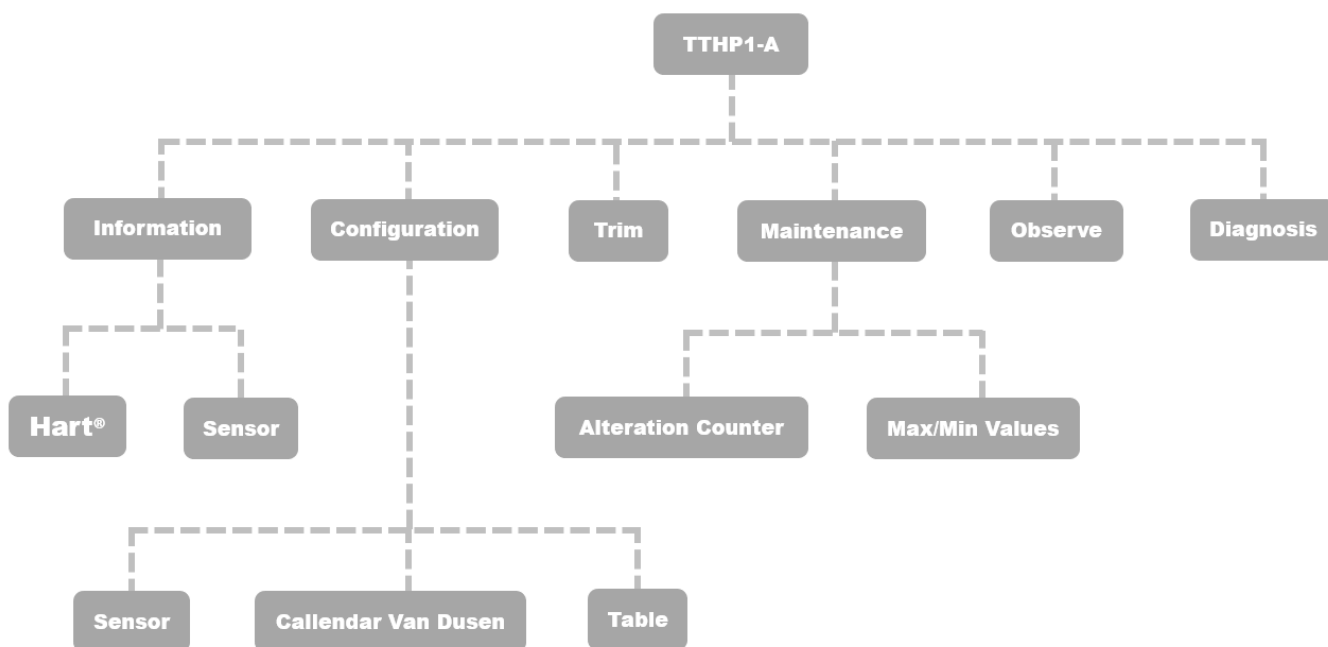 TTHP1-A
Information
Configuration
Trim
Maintenance
Observe
Diagnosis
Hart®
Sensor
Alteration Counter
Max/Min Values
Sensor
Callendar Van Dusen
Table